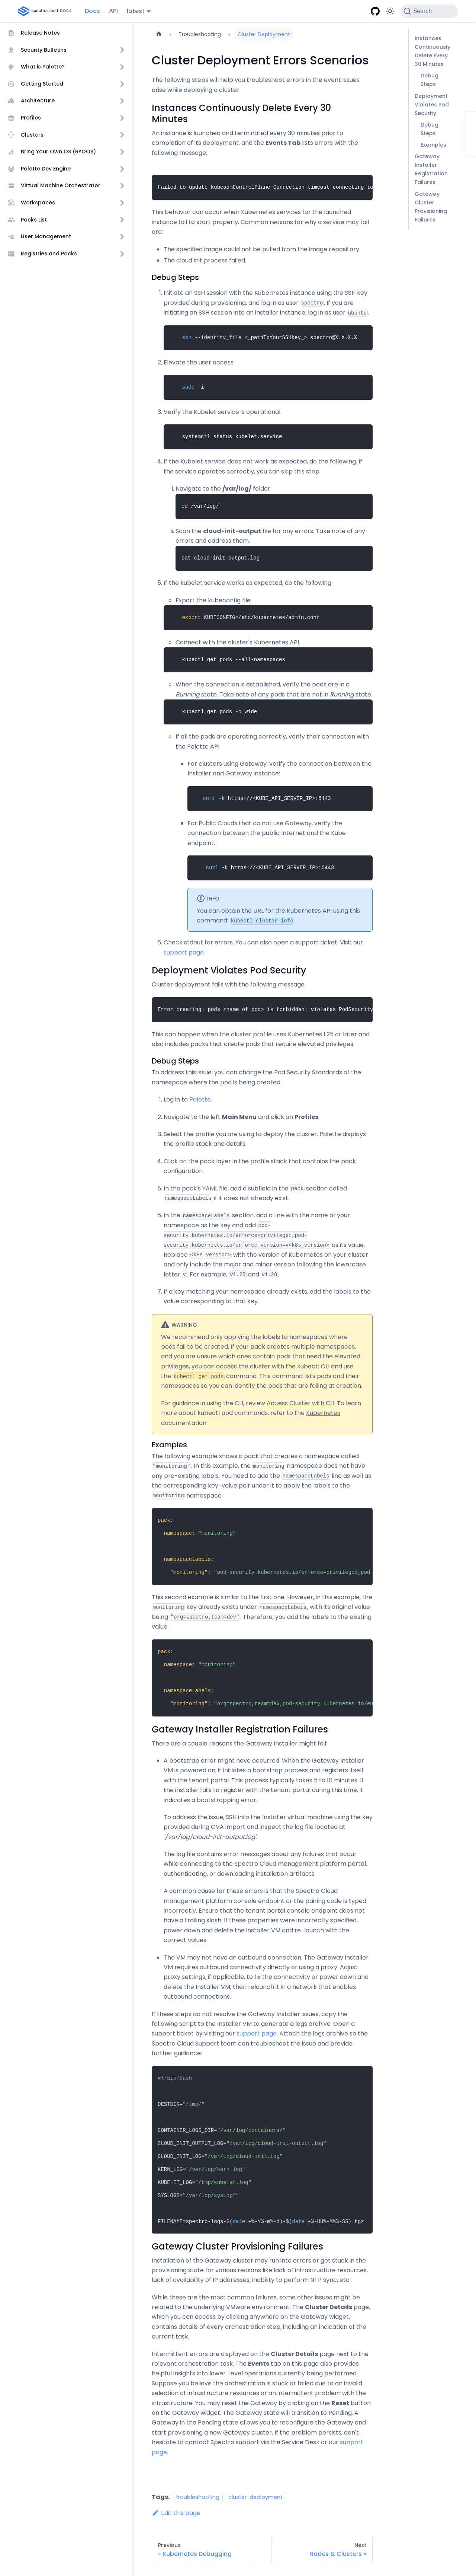 spectrocloud DOCS
Docs
API
latest
Search
Release Notes
Security Bulletins
What is Palette?
Getting Started
Architecture
Profiles
Clusters
Bring Your Own OS (BYOOS)
Palette Dev Engine
Virtual Machine Orchestrator
Workspaces
Packs List
User Management
Registries and Packs
Troubleshooting
Cluster Deployment
Cluster Deployment Errors Scenarios
The following steps will help you troubleshoot errors in the event issues
arise while deploying a cluster.
Instances Continuously Delete Every 30
Minutes
An instance is launched and terminated every 30 minutes prior to
completion of its deployment, and the Events Tab lists errors with the
following message:
Failed to update kubeadmControlPlane Connection timeout connecting to
This behavior can occur when Kubernetes services for the launched
instance fail to start properly. Common reasons for why a service may fail
are:
• The specified image could not be pulled from the image repository.
• The cloud init process failed.
Debug Steps
1. Initiate an SSH session with the Kubernetes instance using the SSH key
provided during provisioning, and log in as user spectro. If you are
initiating an SSH session into an installer instance, log in as user ubuntu.
ssh --identity_file <_pathToYourSSHkey_> spectro@X.X.X.X
2. Elevate the user access.
sudo -i
3. Verify the Kubelet service is operational.
systemctl status kubelet.service
4. If the Kubelet service does not work as expected, do the following. If
the service operates correctly, you can skip this step.
i. Navigate to the /var/log/ folder.
cd /var/log/
ii. Scan the cloud-init-output file for any errors. Take note of any
errors and address them.
cat cloud-init-output.log
5. If the kubelet service works as expected, do the following.
Export the kubeconfig file.
export KUBECONFIG=/etc/kubernetes/admin.conf
Connect with the cluster's Kubernetes API.
kubectl get pods --all-namespaces
When the connection is established, verify the pods are in a
Running state. Take note of any pods that are not in Running state
kubectl get pods -o wide
If all the pods are operating correctly, verify their connection with
the Palette API.
For clusters using Gateway, verify the connection between the
Installer and Gateway instance:
curl -k https://<KUBE_API_SERVER_IP>:6443
For Public Clouds that do not use Gateway, verify the
connection between the public Internet and the Kube
endpoint:
curl -k https://<KUBE_API_SERVER_IP>:6443
INFO
You can obtain the URL for the Kubernetes API using this
command: kubectl cluster-info.
6. Check stdout for errors. You can also open a support ticket. Visit our
support page.
Deployment Violates Pod Security
Cluster deployment fails with the following message.
Error creating: pods <name of pod> is forbidden: violates PodSecurity
This can happen when the cluster profile uses Kubernetes 1.25 or later and
also includes packs that create pods that require elevated privileges.
Debug Steps
To address this issue, you can change the Pod Security Standards of the
namespace where the pod is being created.
1. Log in to Palette.
2. Navigate to the left Main Menu and click on Profiles.
3. Select the profile you are using to deploy the cluster. Palette displays
the profile stack and details.
4. Click on the pack layer in the profile stack that contains the pack
configuration.
5. In the pack's YAML file, add a subfield in the pack section called
namespaceLabels if it does not already exist.
6. In the namespaceLabels section, add a line with the name of your
namespace as the key and add pod-
security.kubernetes.io/enforce=privileged,pod-
security.kubernetes.io/enforce-version=v<k8s_version> as its value.
Replace <k8s_version> with the version of Kubernetes on your cluster
and only include the major and minor version following the lowercase
letter v. For example, v1.25 and v1.28.
7. If a key matching your namespace already exists, add the labels to the
value corresponding to that key.
WARNING
We recommend only applying the labels to namespaces where
pods fail to be created. If your pack creates multiple namespaces,
and you are unsure which ones contain pods that need the elevated
privileges, you can access the cluster with the kubectl CLI and use
the kubectl get pods command. This command lists pods and their
namespaces so you can identify the pods that are failing at creation.
For guidance in using the CLI, review Access Cluster with CLI. To learn
more about kubectl pod commands, refer to the Kubernetes
documentation.
Examples
The following example shows a pack that creates a namespace called
"monitoring". In this example, the monitoring namespace does not have
any pre-existing labels. You need to add the namespaceLabels line as well as
the corresponding key-value pair under it to apply the labels to the
monitoring namespace.
pack:
namespace: "monitoring"
namespaceLabels:
"monitoring": "pod-security.kubernetes.io/enforce=privileged,pod-
This second example is similar to the first one. However, in this example, the
monitoring key already exists under namespaceLabels, with its original value
being "org=spectro,team=dev". Therefore, you add the labels to the existing
value:
pack:
namespace: "monitoring"
namespaceLabels:
"monitoring": "org=spectro,team=dev,pod-security.kubernetes.io/en
Gateway Installer Registration Failures
There are a couple reasons the Gateway Installer might fail:
• A bootstrap error might have occurred. When the Gateway Installer
VM is powered on, it initiates a bootstrap process and registers itself
with the tenant portal. This process typically takes 5 to 10 minutes. If
the installer fails to register with the tenant portal during this time, it
indicates a bootstrapping error.
To address the issue, SSH into the Installer virtual machine using the key
provided during OVA import and inspect the log file located at
'/var/log/cloud-init-output.log'.
The log file contains error messages about any failures that occur
while connecting to the Spectro Cloud management platform portal,
authenticating, or downloading installation artifacts.
A common cause for these errors is that the Spectro Cloud
management platform console endpoint or the pairing code is typed
incorrectly. Ensure that the tenant portal console endpoint does not
have a trailing slash. If these properties were incorrectly specified,
power down and delete the installer VM and re-launch with the
correct values.
• The VM may not have an outbound connection. The Gateway Installer
VM requires outbound connectivity directly or using a proxy. Adjust
proxy settings, if applicable, to fix the connectivity or power down and
delete the Installer VM, then relaunch it in a network that enables
outbound connections.
If these steps do not resolve the Gateway Installer issues, copy the
following script to the Installer VM to generate a logs archive. Open a
support ticket by visiting our support page. Attach the logs archive so the
Spectro Cloud Support team can troubleshoot the issue and provide
further guidance:
#!/bin/bash
DESTDIR="/tmp/"
CONTAINER_LOGS_DIR="/var/log/containers/"
CLOUD_INIT_OUTPUT_LOG="/var/log/cloud-init-output.log"
CLOUD_INIT_LOG="/var/log/cloud-init.log"
KERN_LOG="/var/log/kern.log"
KUBELET_LOG="/tmp/kubelet.log"
SYSLOGS="/var/log/syslog*"
FILENAME=spectro-logs-$(date +%-Y-%m-%d)-$(date +%-HH-%MM-%SS).tgz
Gateway Cluster Provisioning Failures
Installation of the Gateway cluster may run into errors or get stuck in the
provisioning state for various reasons like lack of infrastructure resources,
lack of availability of IP addresses, inability to perform NTP sync, etc.
While these are the most common failures, some other issues might be
related to the underlying VMware environment. The Cluster Details page,
which you can access by clicking anywhere on the Gateway widget,
contains details of every orchestration step, including an indication of the
current task.
Intermittent errors are displayed on the Cluster Details page next to the
relevant orchestration task. The Events tab on this page also provides
helpful insights into lower-level operations currently being performed.
Suppose you believe the orchestration is stuck or failed due to an invalid
selection of infrastructure resources or an intermittent problem with the
infrastructure. You may reset the Gateway by clicking on the Reset button
on the Gateway widget. The Gateway state will transition to Pending. A
Gateway in the Pending state allows you to reconfigure the Gateway and
start provisioning a new Gateway cluster. If the problem persists, don't
hesitate to contact Spectro support via the Service Desk or our support
page.
Tags:
troubleshooting
cluster-deployment
Edit this page
Previous
« Kubernetes Debugging
Next
Nodes & Clusters »
Instances
Continuously
Delete Every
30 Minutes
Debug
Steps
Deployment
Violates Pod
Security
Debug
Steps
Examples
Gateway
Installer
Registration
Failures
Gateway
Cluster
Provisioning
Failures